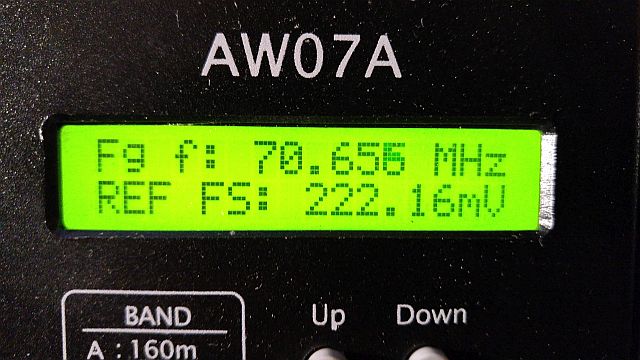 AW07A
Fg f: 70.656 MHz
REF FS: 222.16mV
Up Down
BAND
A : 160m